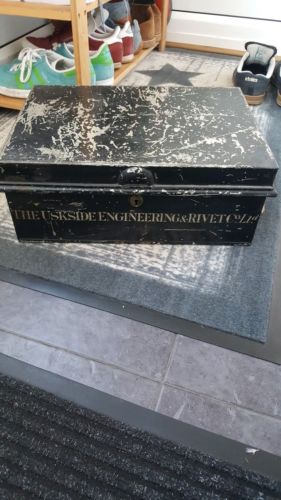 THE USKSIDE ENGINEERING & RIVET CO. Ltd